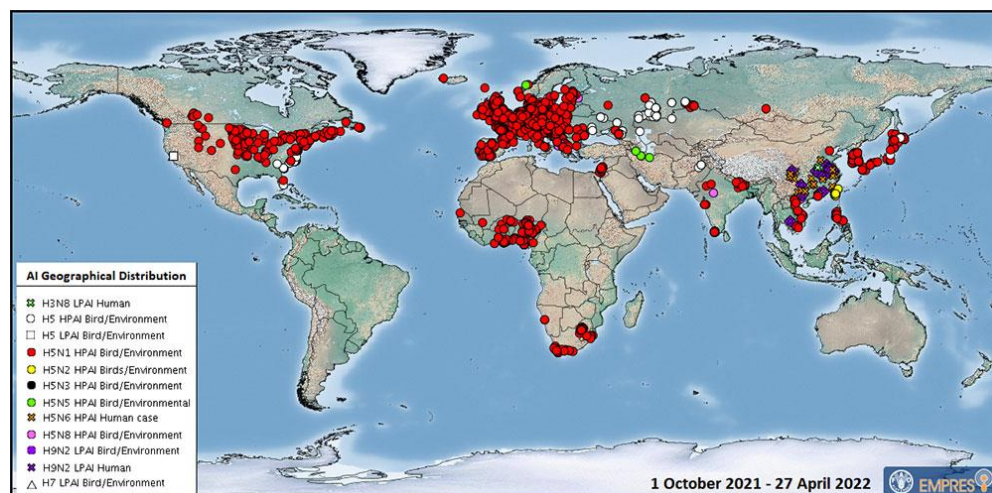 AI Geographical Distribution
H3N8 LPAI Human
H5 HPAI Bird/Environment
H5 LPAI Bird/Environment
H5N1 HPAI Bird/Environment
H5N2 HPAI Birds/Environment
H5N3 HPAI Bird/Environment
H5N5 HPAI Bird/Environmental
H5N6 HPAI Human case
H5N8 HPAI Bird/Environment
H9N2 LPAI Bird/Environment
H9N2 LPAI Human
H7 LPAI Bird/Environment
1 October 2021 - 27 April 2022
EMPRES